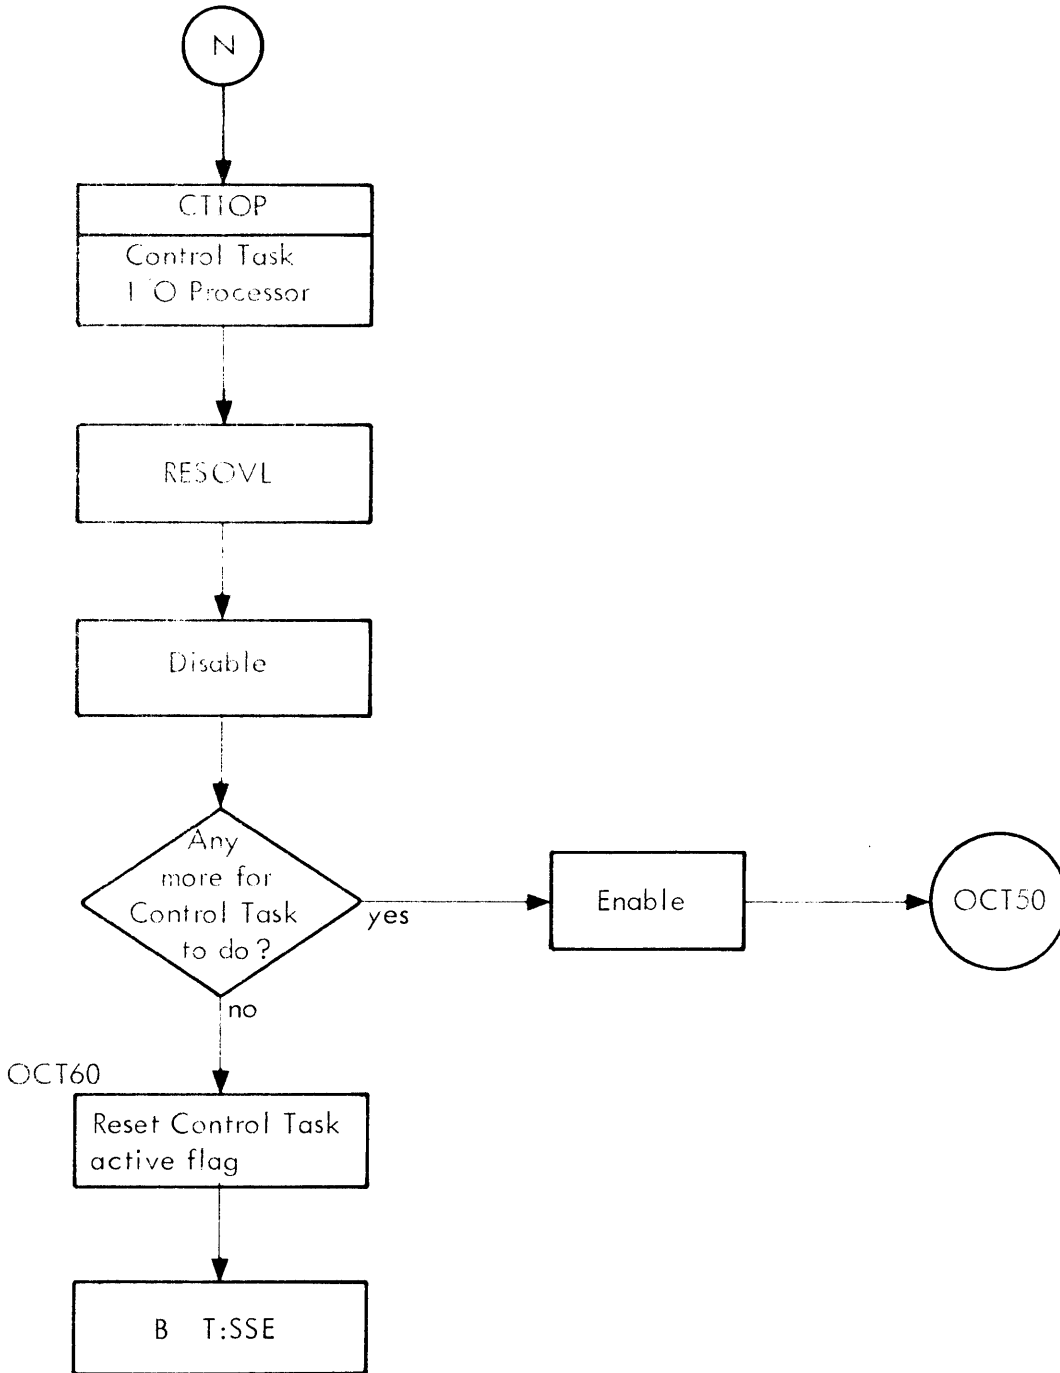 N
CTIOP
Control Task
I/O Processor
RESOVL
Disable
Any
more for
Control Task
to do?
yes
Enable
OCT50
no
OCT60
Reset Control Task
active flag
B T:SSE